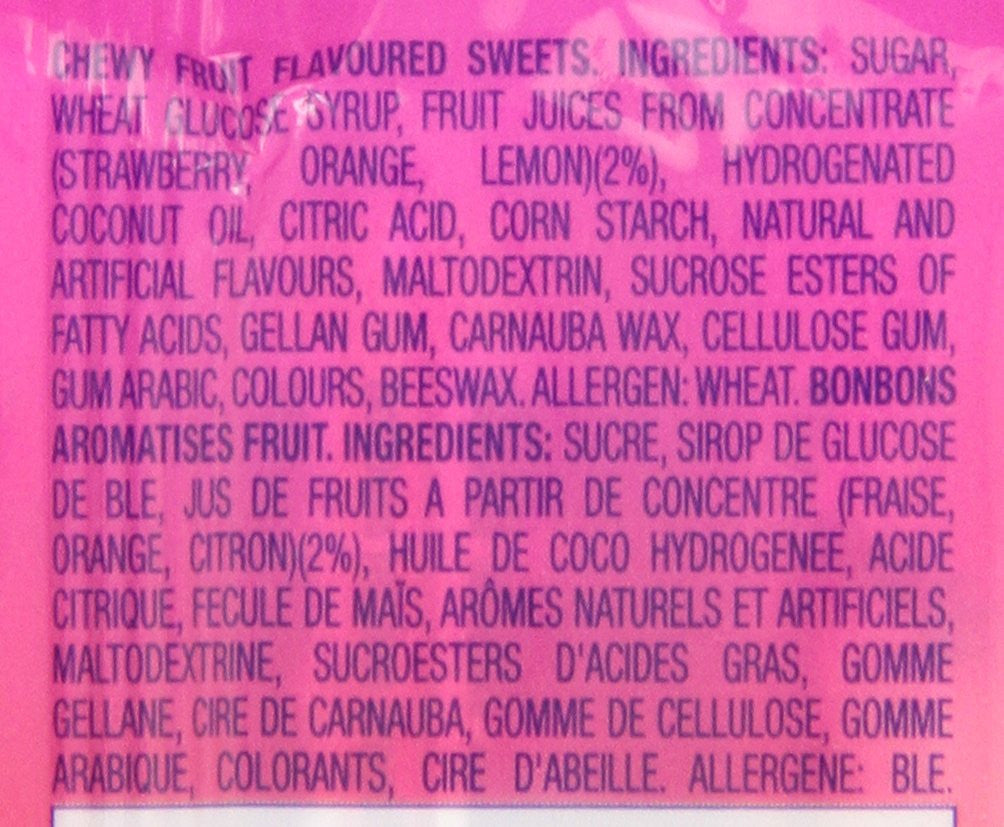 CHEWY FRUIT FLAVOURED SWEETS. INGREDIENTS: SUGAR,
WHEAT GLUCOSE SYRUP, FRUIT JUICES FROM CONCENTRATE
(STRAWBERRY, ORANGE, LEMON)(2%), HYDROGENATED
COCONUT OIL, CITRIC ACID, CORN STARCH, NATURAL AND
ARTIFICIAL FLAVOURS, MALTODEXTRIN, SUCROSE ESTERS OF
FATTY ACIDS, GELLAN GUM, CARNAUBA WAX, CELLULOSE GUM,
GUM ARABIC, COLOURS, BEESWAX. ALLERGEN: WHEAT. BONBONS
AROMATISES FRUIT. INGREDIENTS: SUCRE, SIROP DE GLUCOSE
DE BLE, JUS DE FRUITS A PARTIR DE CONCENTRE (FRAISE,
ORANGE, CITRON)(2%), HUILE DE COCO HYDROGENEE, ACIDE
CITRIQUE, FECULE DE MAÏS, ARÔMES NATURELS ET ARTIFICIELS,
MALTODEXTRINE, SUCROESTERS D'ACIDES GRAS, GOMME
GELLANE, CIRE DE CARNAUBA, GOMME DE CELLULOSE, GOMME
ARABIQUE, COLORANTS, CIRE D'ABEILLE. ALLERGENE: BLE.